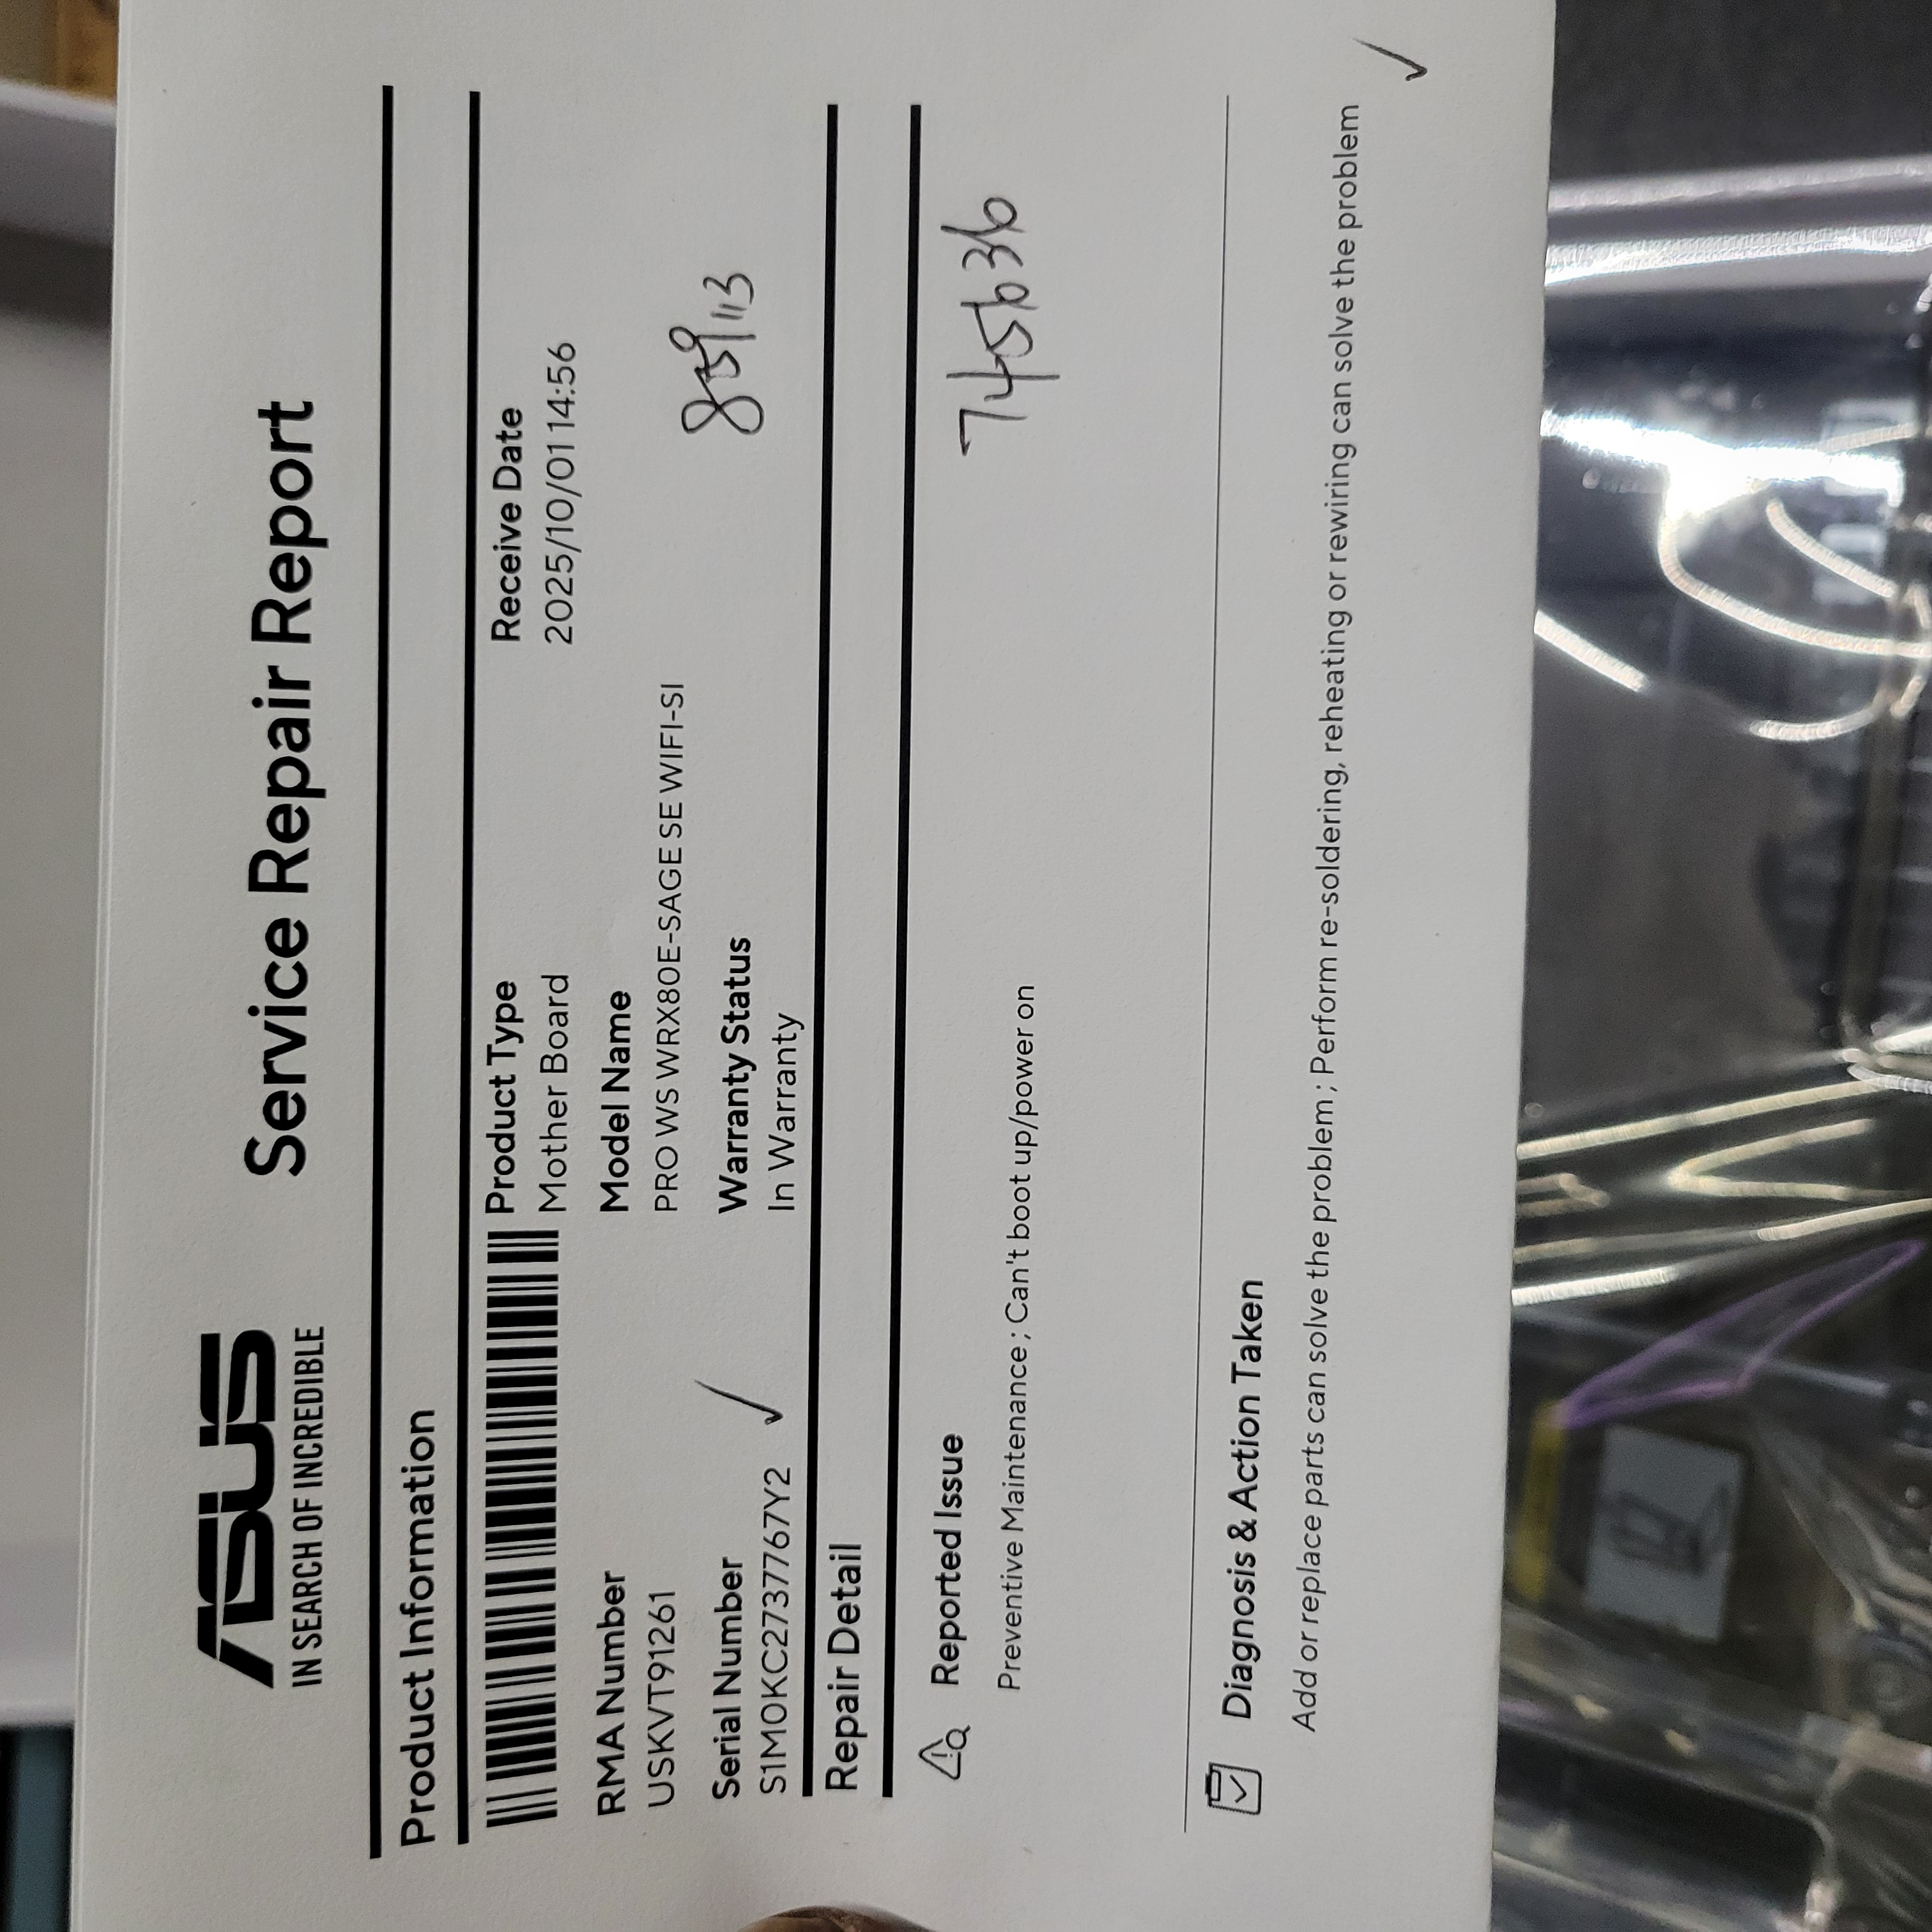 ASUS
IN SEARCH OF INCREDIBLE
Service Repair Report
Product Information
Product Type
Mother Board
Receive Date
2025/10/01 14:56
RMA Number
USKVT91261
Model Name
PRO WS WRX80E-SAGE SE WIFI-SI
Serial Number
S1M0KC273767Y2 ✓
Warranty Status
In Warranty
Repair Detail
Reported Issue
745636
Preventive Maintenance ; Can't boot up/power on
Diagnosis & Action Taken
Add or replace parts can solve the problem ; Perform re-soldering, reheating or rewiring can solve the problem
✓